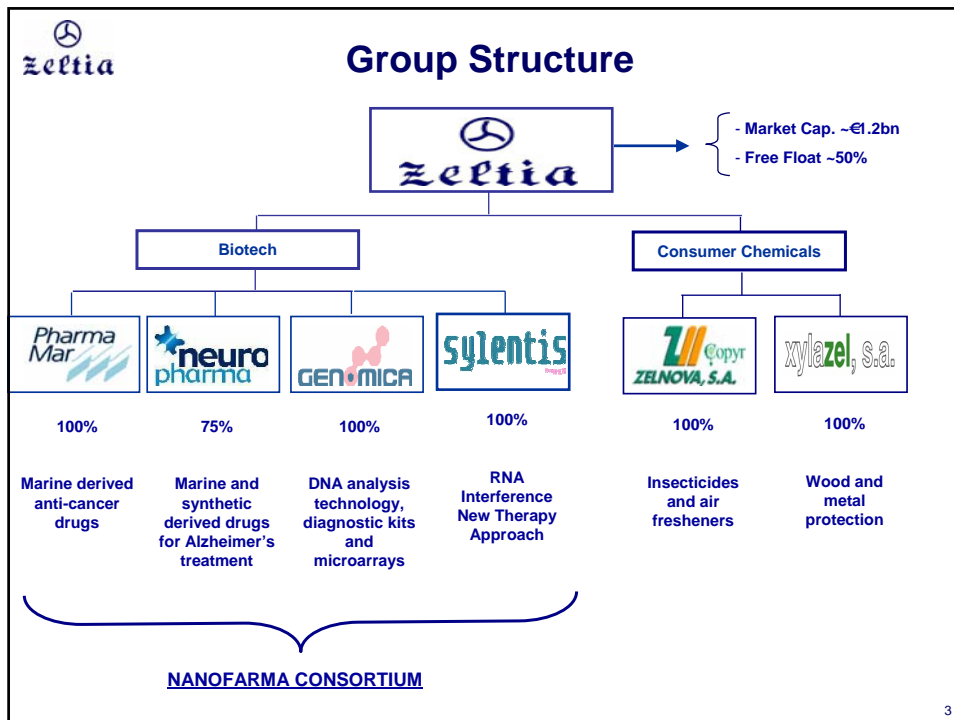 zeltia
Group Structure
zeltia
- Market Cap. ~€1.2bn
- Free Float ~50%
Biotech
Consumer Chemicals
Pharma
Mar
neuro
pharma
GENOMICA
sylentis
Copyr
ZELNOVA, S.A.
xylazel, s.a.
100%
75%
100%
100%
100%
100%
Marine derived
anti-cancer
drugs
Marine and
synthetic
derived drugs
for Alzheimer's
treatment
DNA analysis
technology,
diagnostic kits
and
microarrays
RNA
Interference
New Therapy
Approach
Insecticides
and air
fresheners
Wood and
metal
protection
NANOFARMA CONSORTIUM
3